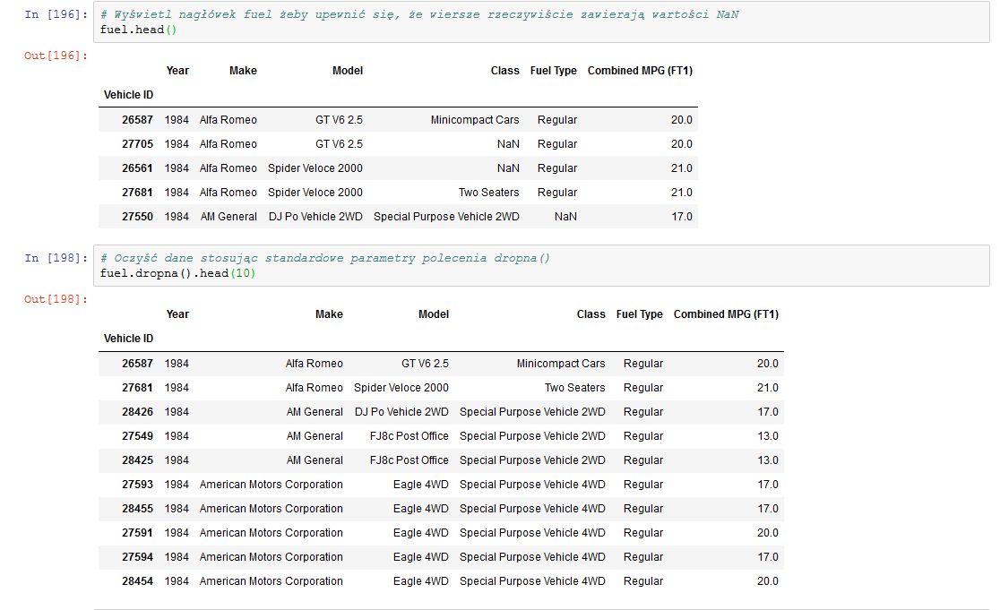 In [196]: # Wyświetl nagłówek fuel żeby upewnić się, że wiersze rzeczywiście zawierają wartości NaN
fuel.head()
Out[196]:
Year Make Model Class Fuel Type Combined MPG (FT1)
Vehicle ID
26587 1984 Alfa Romeo GT V6 2.5 Minicompact Cars Regular 20.0
27705 1984 Alfa Romeo GT V6 2.5 NaN Regular 20.0
26561 1984 Alfa Romeo Spider Veloce 2000 NaN Regular 21.0
27681 1984 Alfa Romeo Spider Veloce 2000 Two Seaters Regular 21.0
27550 1984 AM General DJ Po Vehicle 2WD Special Purpose Vehicle 2WD NaN 17.0
In [198]: # Oczyść dane stosując standardowe parametry polecenia dropna()
fuel.dropna().head(10)
Out[198]:
Year Make Model Class Fuel Type Combined MPG (FT1)
Vehicle ID
26587 1984 Alfa Romeo GT V6 2.5 Minicompact Cars Regular 20.0
27681 1984 Alfa Romeo Spider Veloce 2000 Two Seaters Regular 21.0
28426 1984 AM General DJ Po Vehicle 2WD Special Purpose Vehicle 2WD Regular 17.0
27549 1984 AM General FJ8c Post Office Special Purpose Vehicle 2WD Regular 13.0
28425 1984 AM General FJ8c Post Office Special Purpose Vehicle 2WD Regular 13.0
27593 1984 American Motors Corporation Eagle 4WD Special Purpose Vehicle 4WD Regular 17.0
28455 1984 American Motors Corporation Eagle 4WD Special Purpose Vehicle 4WD Regular 17.0
27591 1984 American Motors Corporation Eagle 4WD Special Purpose Vehicle 4WD Regular 20.0
27594 1984 American Motors Corporation Eagle 4WD Special Purpose Vehicle 4WD Regular 17.0
28454 1984 American Motors Corporation Eagle 4WD Special Purpose Vehicle 4WD Regular 20.0